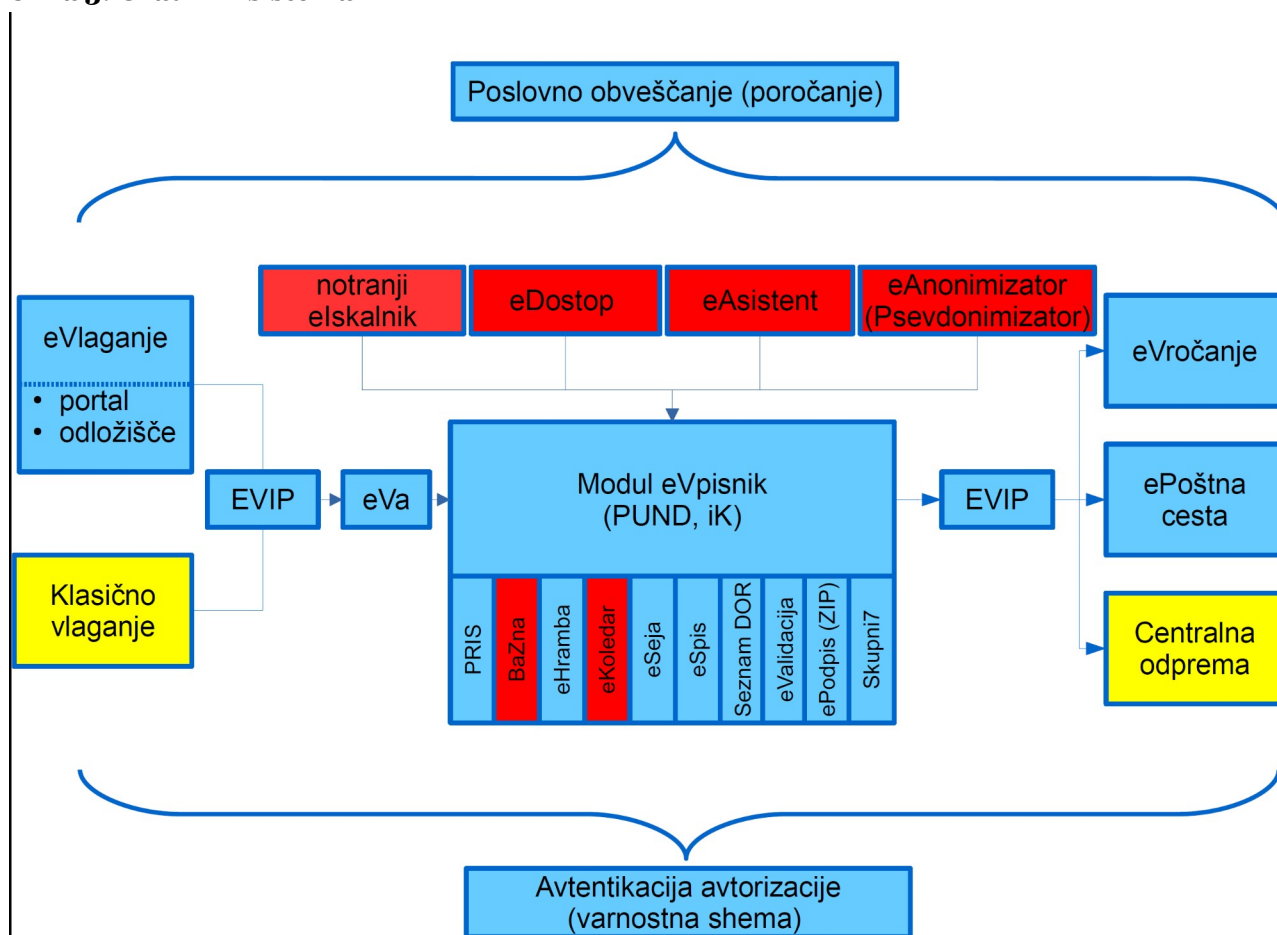 Poslovno obveščanje (poročanje)
notranji
eIskalnik
eDostop
eAsistent
eAnonimizator
(Psevdonimizator)
eVlaganje
• portal
• odložišče
Klasično
vlaganje
EVIP
eVa
Modul eVpisnik
(PUND, iK)
PRIS
BaZna
eHramba
eKoledar
eSeja
eSpis
Seznam DOR
eValidacija
ePodpis (ZIP)
Skupni7
EVIP
eVročanje
ePoštna
cesta
Centralna
odprema
Avtentikacija avtorizacije
(varnostna shema)